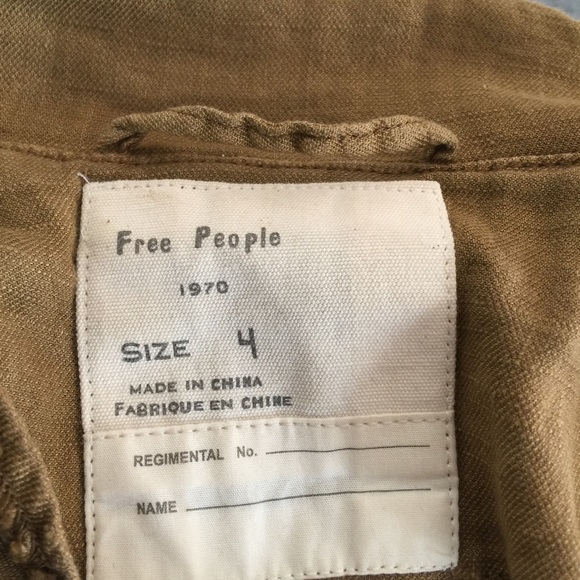 Free People
1970
SIZE 4
MADE IN CHINA
FABRIQUE EN CHINE
REGIMENTAL No.
NAME